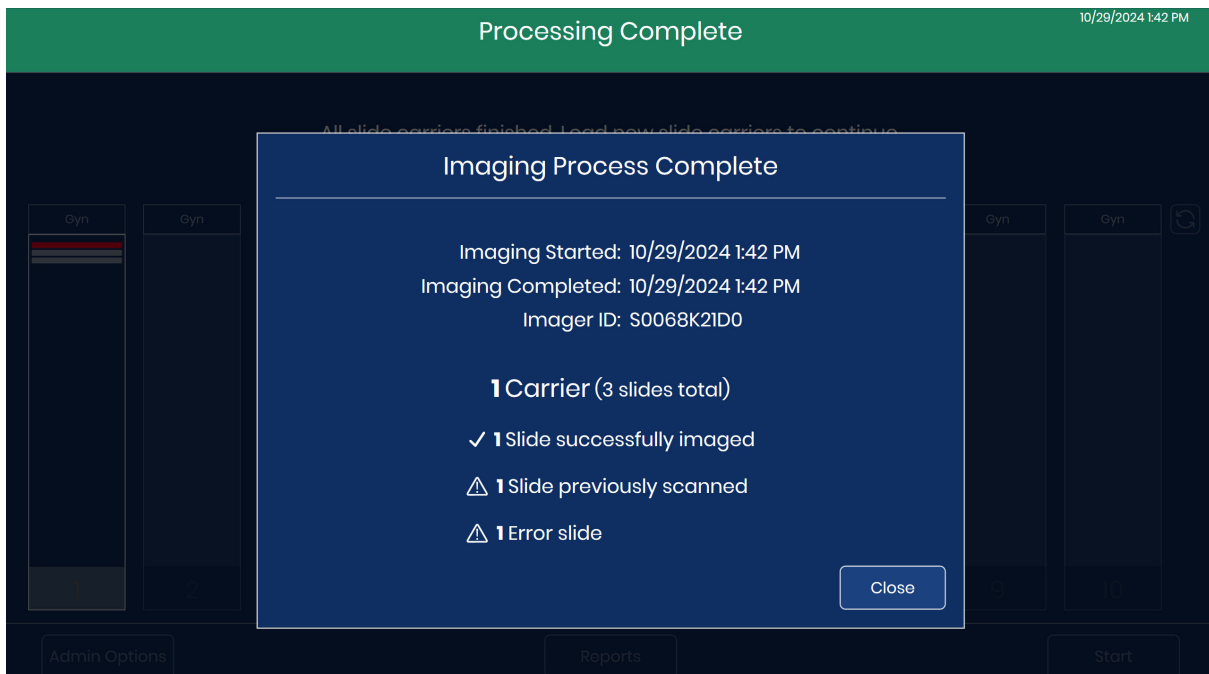 Processing Complete
10/29/2024 1:42 PM
All slide carriers finished. Load new slide carriers to continue.
Imaging Process Complete
Gyn
Gyn
Gyn
Gyn
Imaging Started: 10/29/2024 1:42 PM
Imaging Completed: 10/29/2024 1:42 PM
Imager ID: S0068K21D0
1 Carrier (3 slides total)
1 Slide successfully imaged
1 Slide previously scanned
1 Error slide
Close
1
2
9
10
Admin Options
Reports
Start